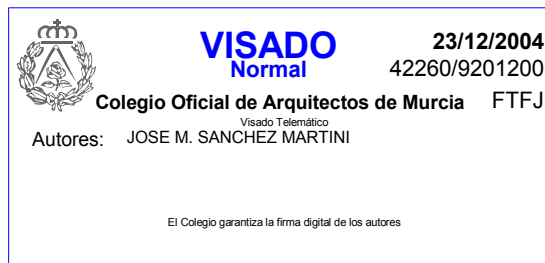 VISADO 23/12/2004
Normal 42260/9201200
Colegio Oficial de Arquitectos de Murcia FTFJ
Visado Telemático
Autores: JOSE M. SANCHEZ MARTINI
El Colegio garantiza la firma digital de los autores